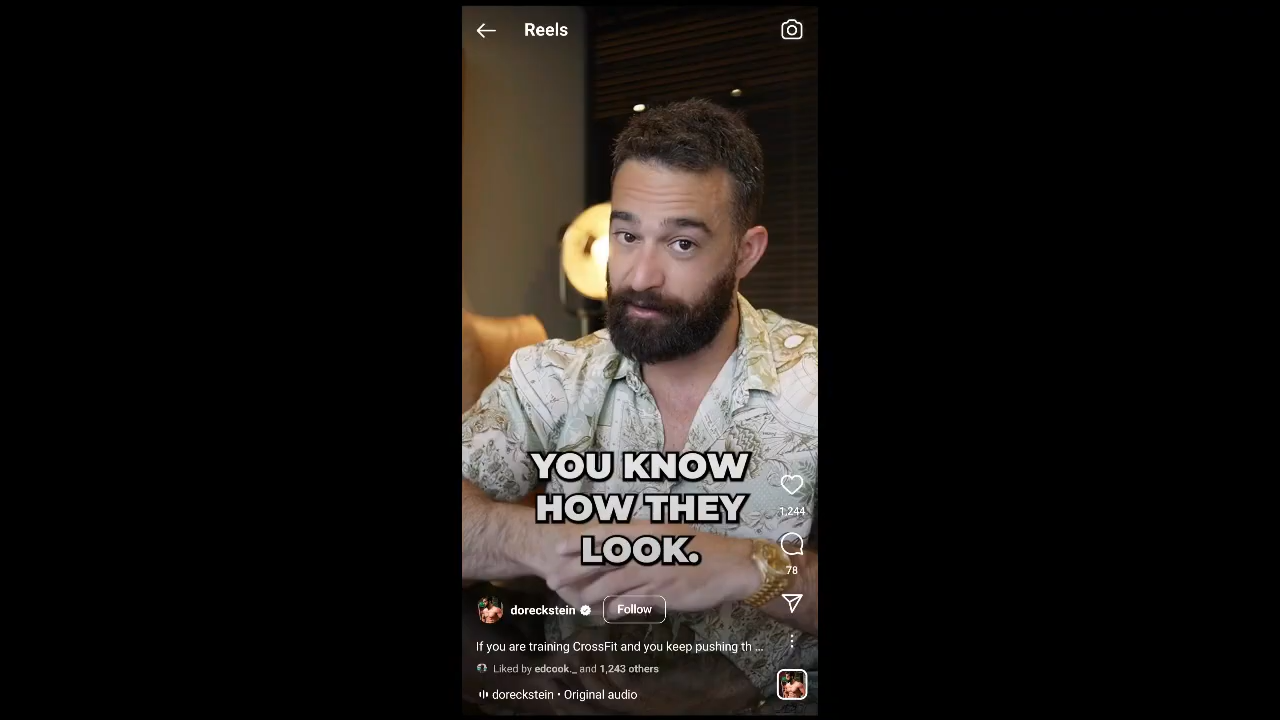 Reels
YOU KNOW
HOW THEY
LOOK.
1,244
78
doreckstein
Follow
If you are training CrossFit and you keep pushing th ...
Liked by edcook._ and 1,243 others
doreckstein • Original audio